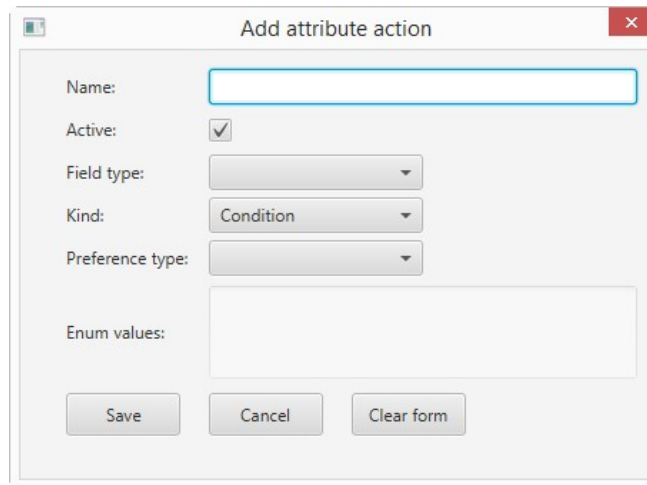 Add attribute action
Name:
Active:
Field type:
Kind: Condition
Preference type:
Enum values:
Save Cancel Clear form